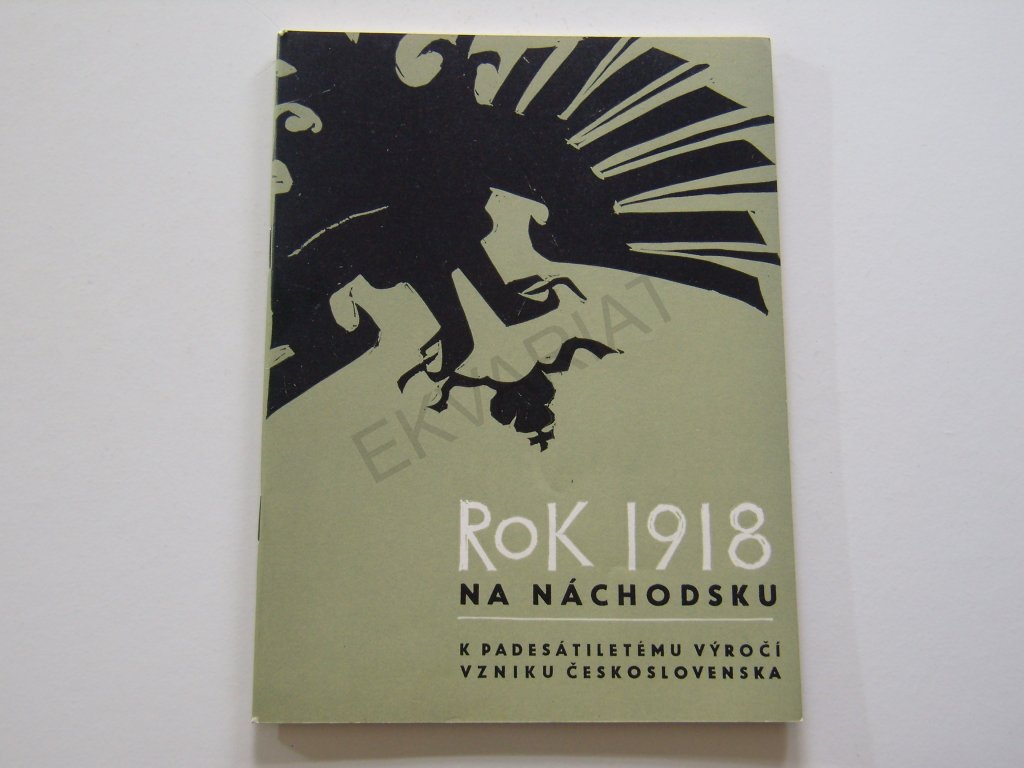 EKVARIAT
RoK 1918
NA NÁCHODSKU
K PADESÁTILETÉMU VÝROČÍ
VZNIKU ČESKOSLOVENSKA